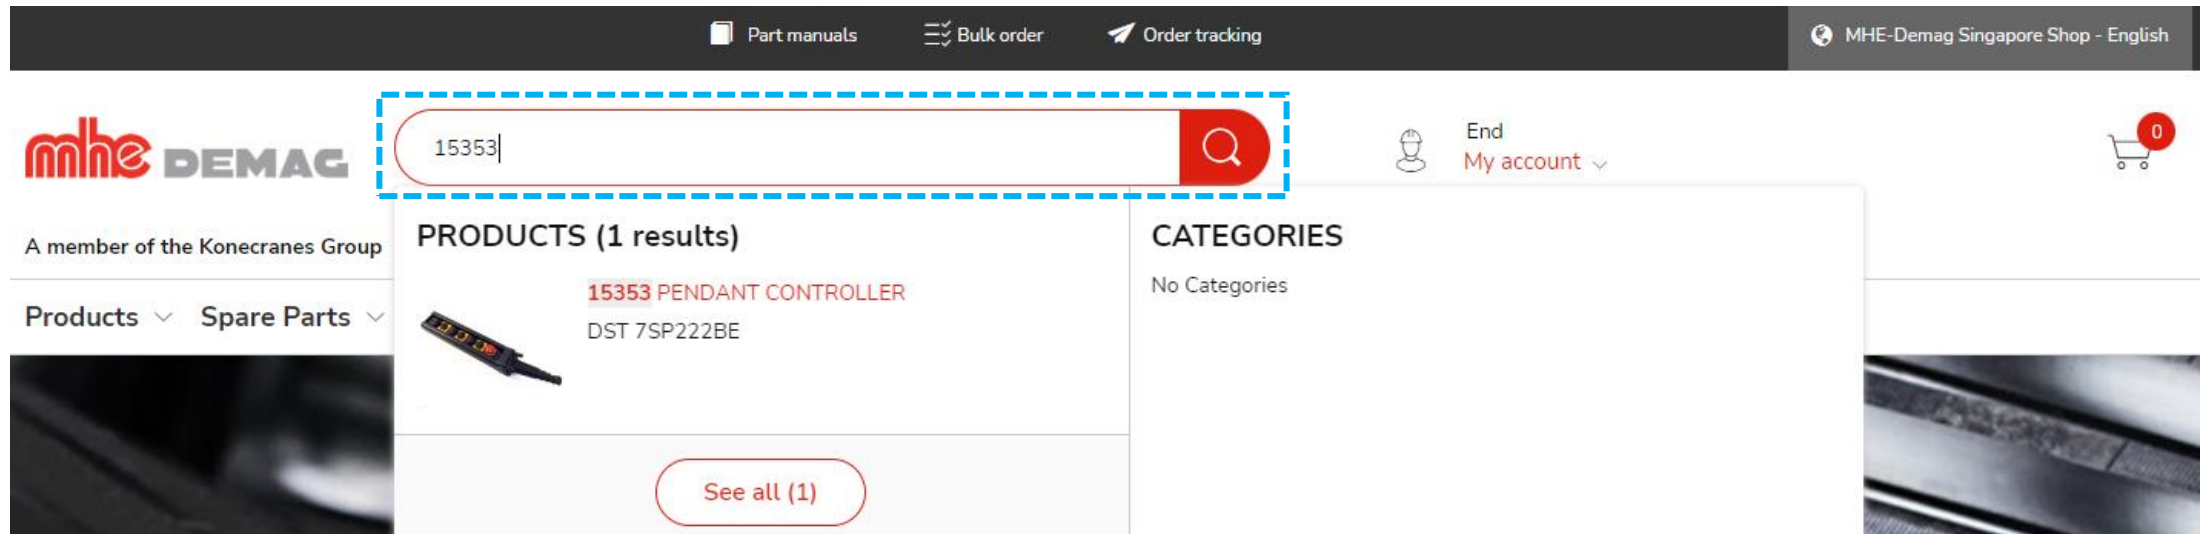 Part manuals
Bulk order
Order tracking
MHE-Demag Singapore Shop - English
mhe DEMAG
15353
End
My account
0
A member of the Konecranes Group
PRODUCTS (1 results)
CATEGORIES
15353 PENDANT CONTROLLER
No Categories
Products
Spare Parts
DST 7SP222BE
See all (1)